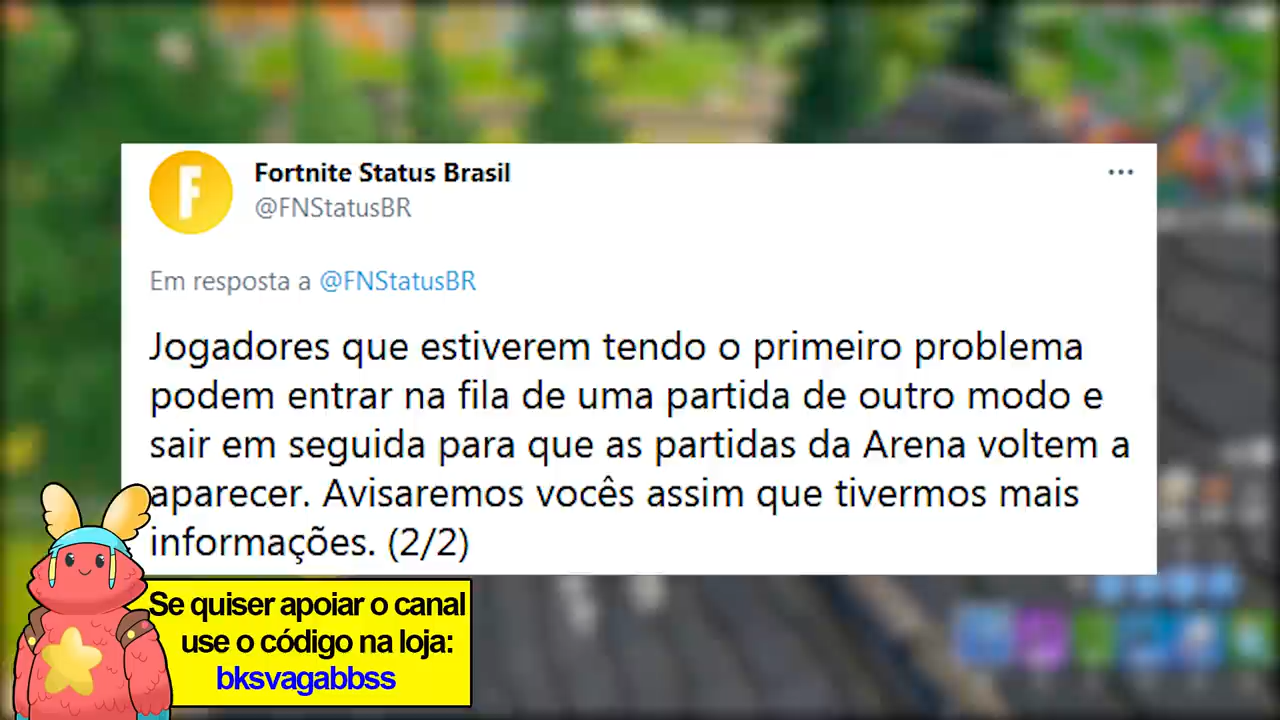 F
Fortnite Status Brasil
@FNStatusBR
Em resposta a @FNStatusBR
Jogadores que estiverem tendo o primeiro problema
podem entrar na fila de uma partida de outro modo e
sair em seguida para que as partidas da Arena voltem a
aparecer. Avisaremos vocês assim que tivermos mais
informações. (2/2)
Se quiser apoiar o canal
use o código na loja:
bksvagabbss